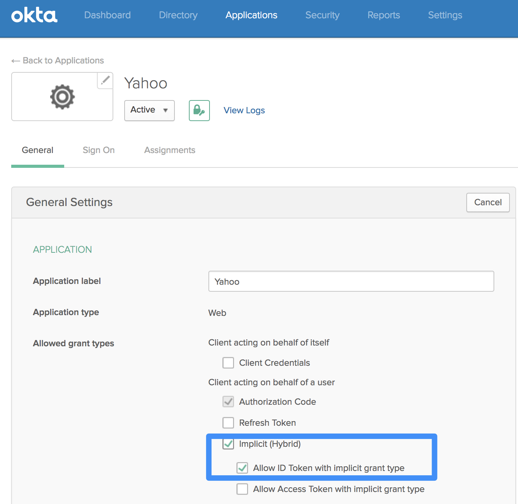 okta Dashboard Directory Applications Security Reports Settings
← Back to Applications
Yahoo
Active ▼ View Logs
General Sign On Assignments
General Settings Cancel
APPLICATION
Application label Yahoo
Application type Web
Allowed grant types Client acting on behalf of itself
Client Credentials
Client acting on behalf of a user
Authorization Code
Refresh Token
Implicit (Hybrid)
Allow ID Token with implicit grant type
Allow Access Token with implicit grant type